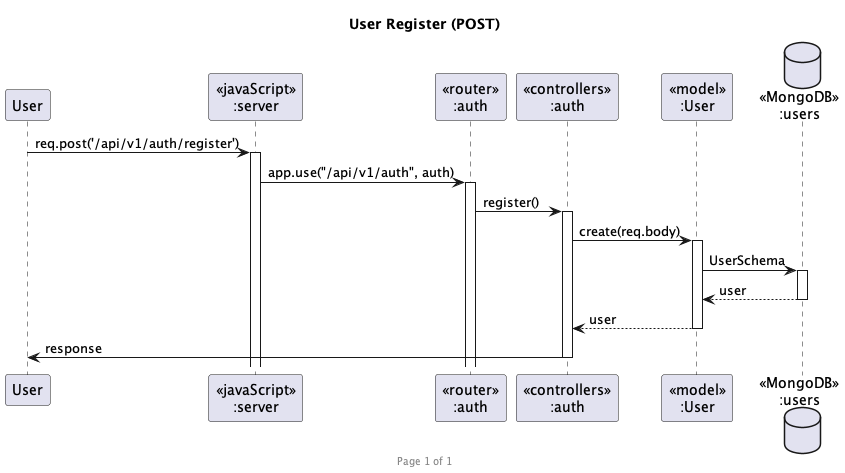 User Register (POST)
User
«javaScript»
:server
«router»
:auth
«controllers»
:auth
«model»
:User
«MongoDB»
:users
req.post('/api/v1/auth/register')
app.use("/api/v1/auth", auth)
register()
create(req.body)
UserSchema
user
user
response
User
«javaScript»
:server
«router»
:auth
«controllers»
:auth
«model»
:User
«MongoDB»
:users
Page 1 of 1